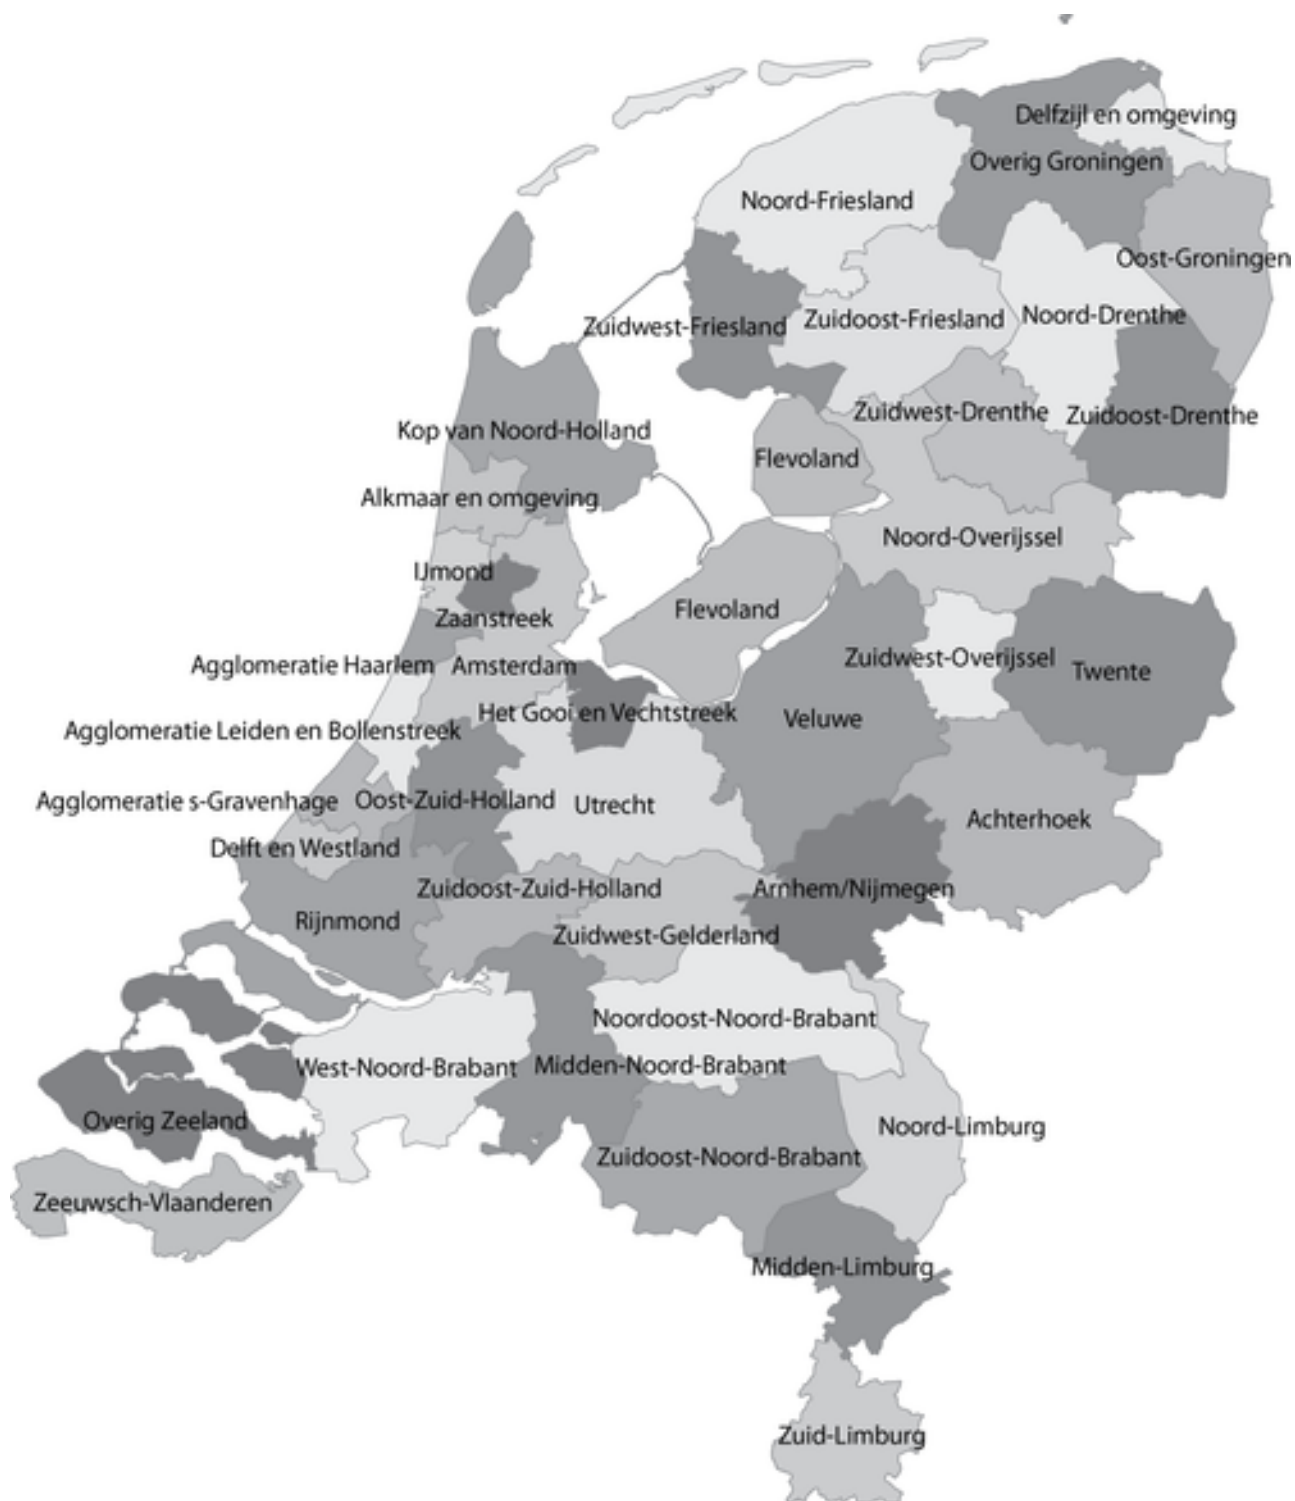 Delfzijl en omgeving
Overig Groningen
Noord-Friesland
Oost-Groningen
Zuidwest-Friesland
Zuidoost-Friesland
Noord-Drenthe
Zuidwest-Drenthe
Zuidoost-Drenthe
Kop van Noord-Holland
Flevoland
Alkmaar en omgeving
Noord-Overijssel
IJmond
Flevoland
Zaanstreek
Agglomeratie Haarlem
Amsterdam
Zuidwest-Overijssel
Twente
Het Gooi en Vechtstreek
Veluwe
Agglomeratie Leiden en Bollenstreek
Agglomeratie s-Gravenhage
Oost-Zuid-Holland
Utrecht
Achterhoek
Delft en Westland
Zuidoost-Zuid-Holland
Arnhem/Nijmegen
Rijnmond
Zuidwest-Gelderland
Noordoost-Noord-Brabant
West-Noord-Brabant
Midden-Noord-Brabant
Overig Zeeland
Noord-Limburg
Zuidoost-Noord-Brabant
Zeeuwsch-Vlaanderen
Midden-Limburg
Zuid-Limburg